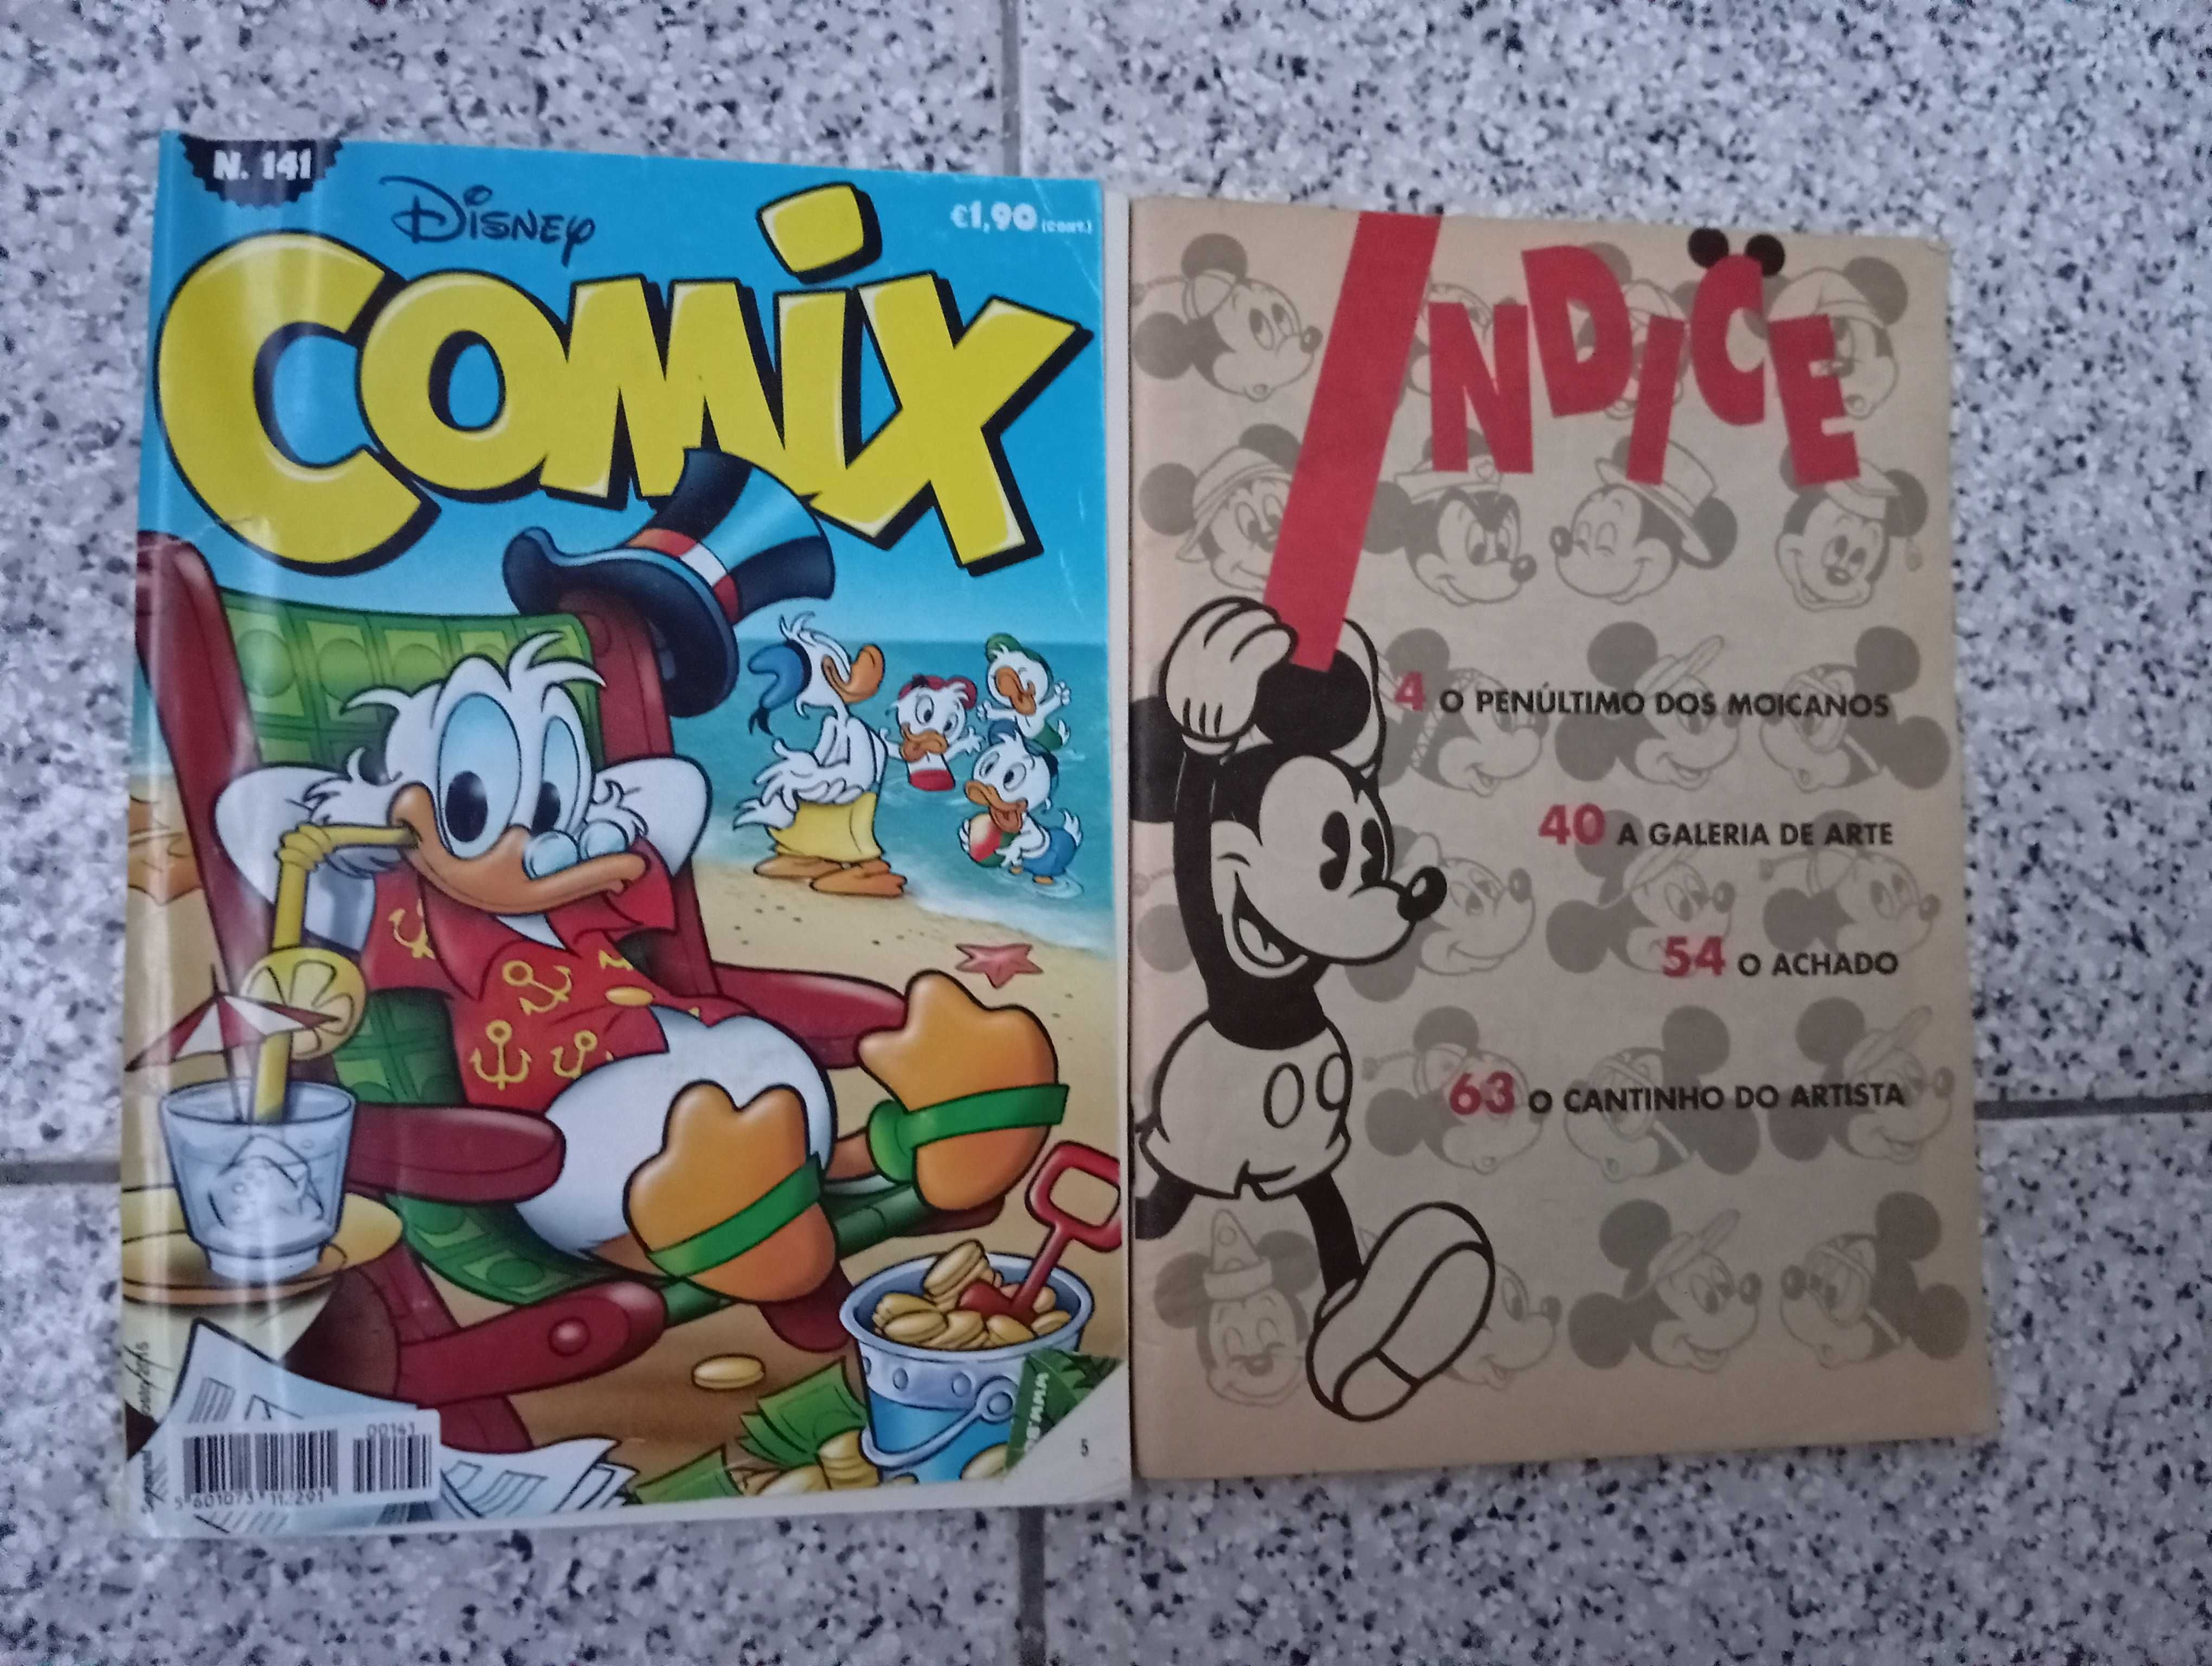 N. 141
DISNEY
€1,90 (CONT.)
COMIX
00141
5
ÍNDICE
4 O PENÚLTIMO DOS MOICANOS
40 A GALERIA DE ARTE
54 O ACHADO
63 O CANTINHO DO ARTISTA